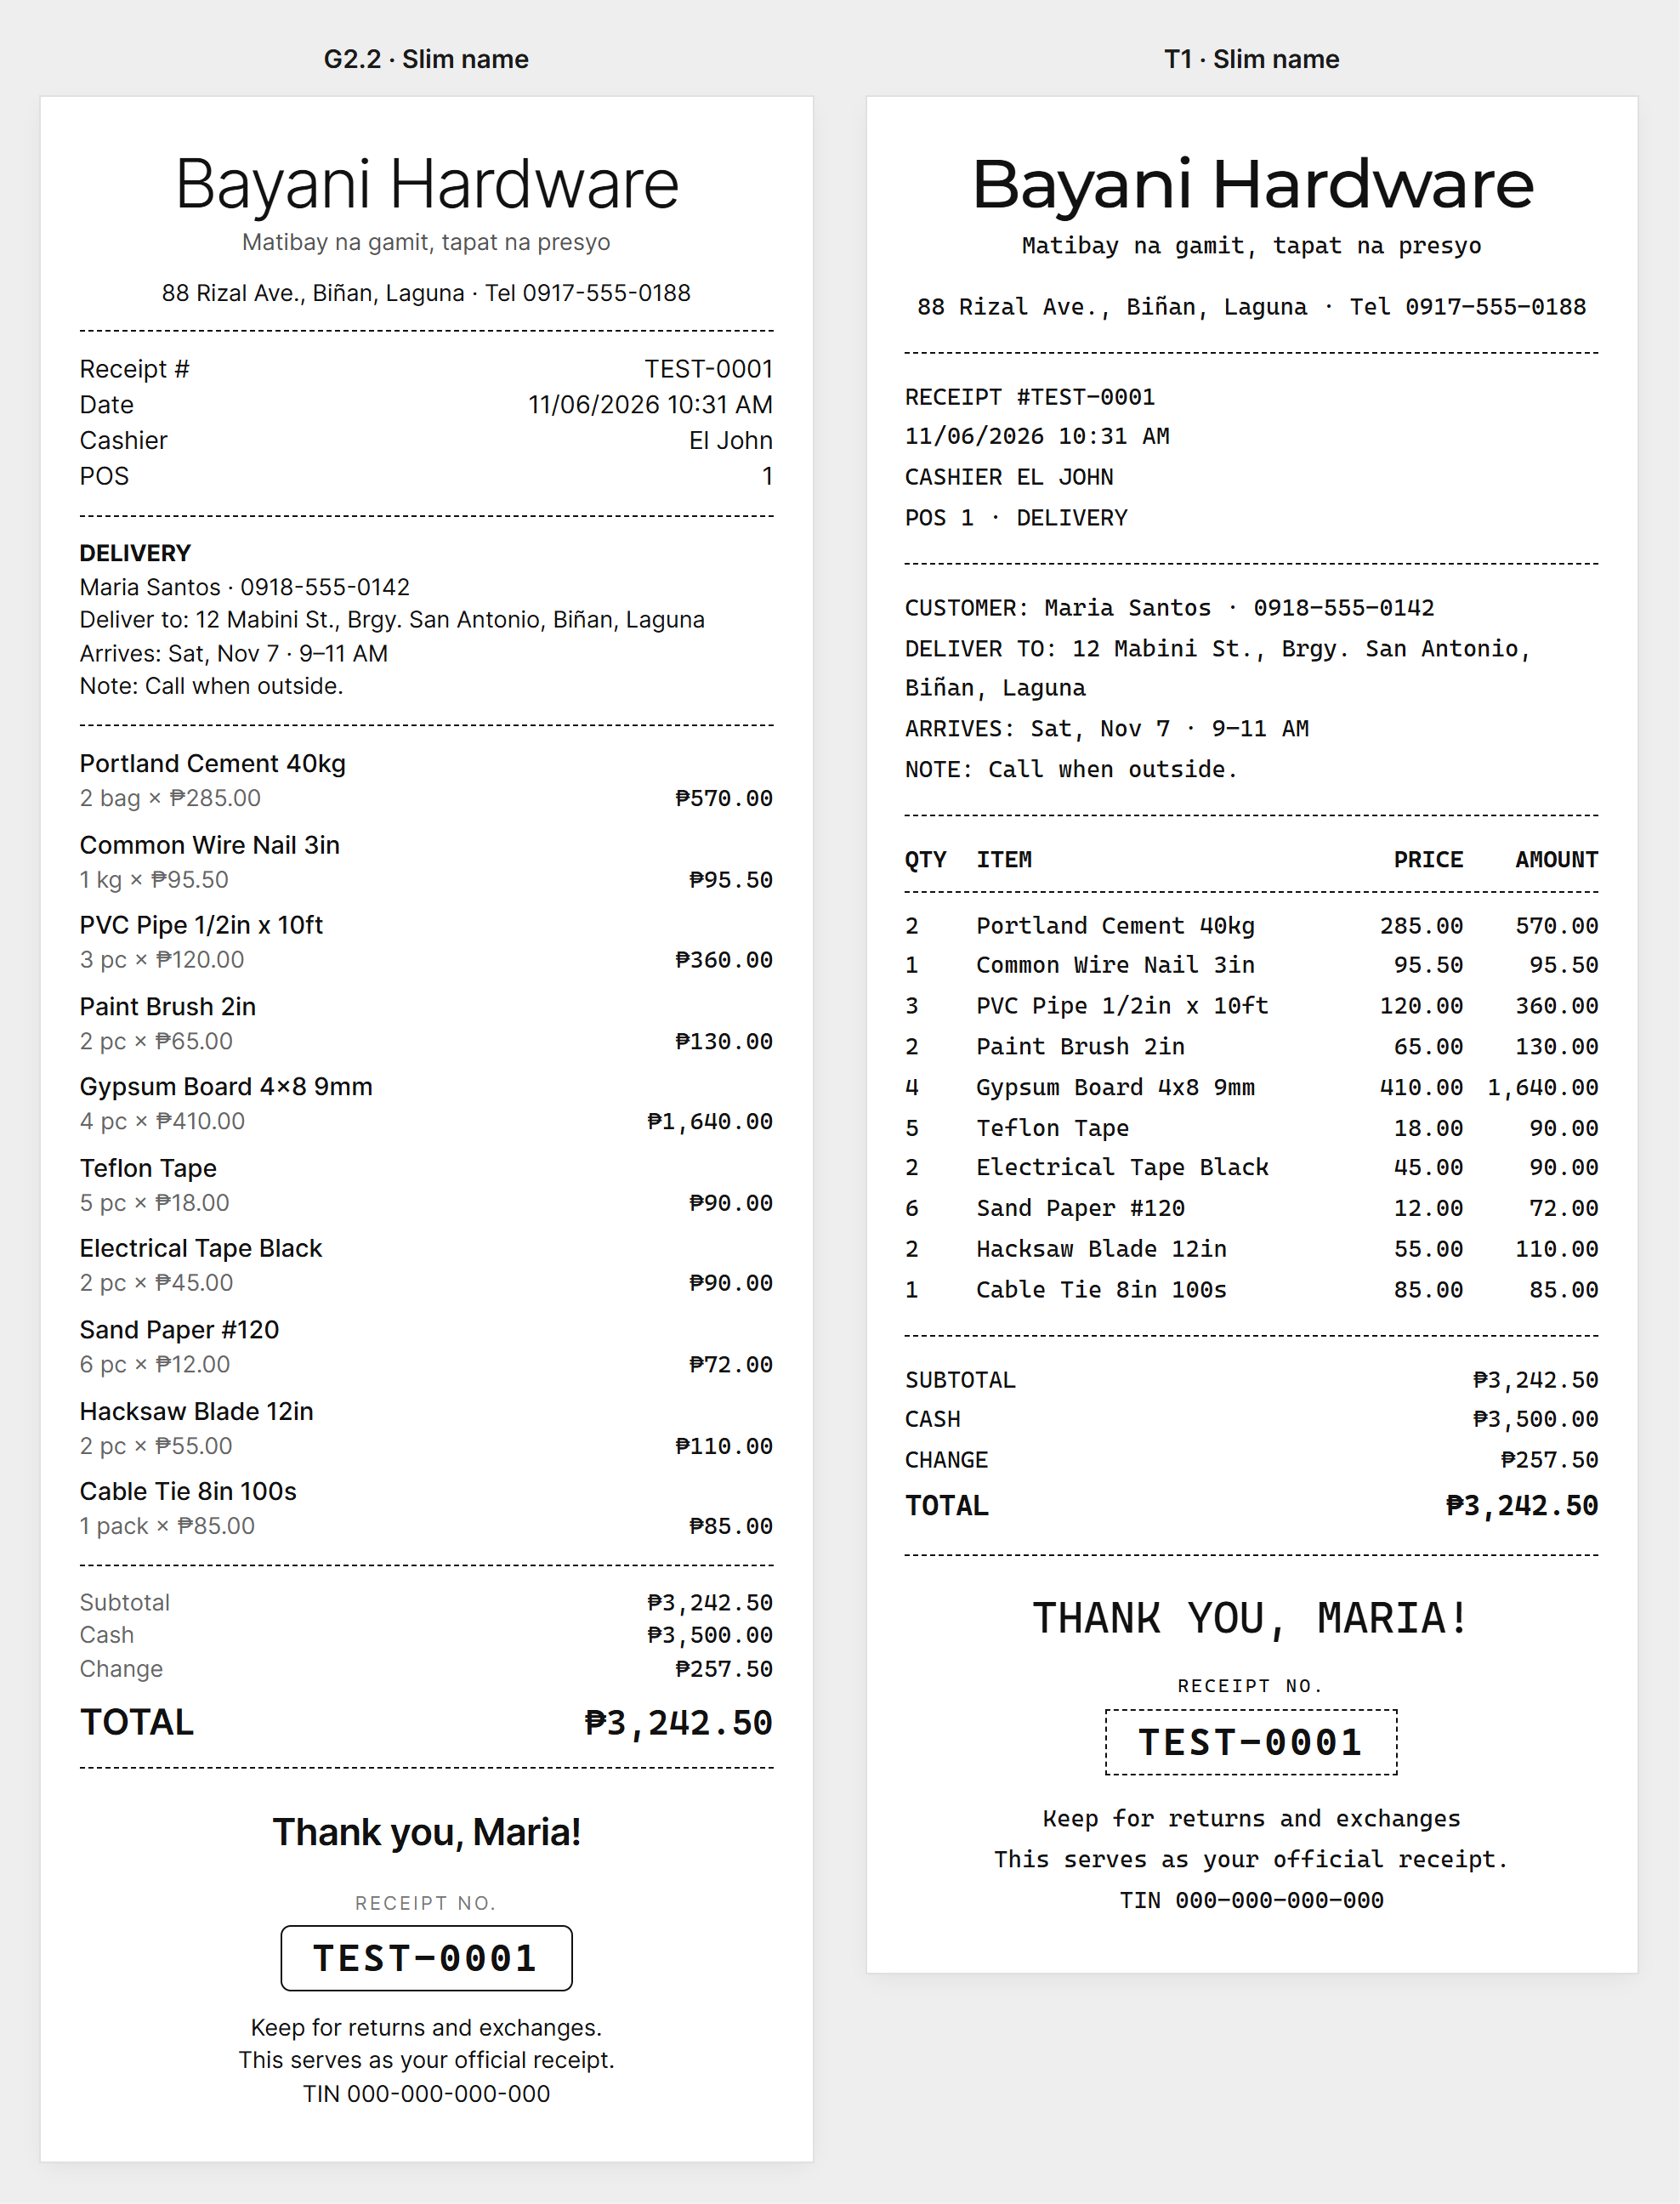 G2.2 · Slim name
Bayani Hardware
Matibay na gamit, tapat na presyo
88 Rizal Ave., Biñan, Laguna · Tel 0917-555-0188
Receipt # TEST-0001
Date 11/06/2026 10:31 AM
Cashier El John
POS 1
DELIVERY
Maria Santos · 0918-555-0142
Deliver to: 12 Mabini St., Brgy. San Antonio, Biñan, Laguna
Arrives: Sat, Nov 7 · 9–11 AM
Note: Call when outside.
Portland Cement 40kg
2 bag × ₱285.00 ₱570.00
Common Wire Nail 3in
1 kg × ₱95.50 ₱95.50
PVC Pipe 1/2in x 10ft
3 pc × ₱120.00 ₱360.00
Paint Brush 2in
2 pc × ₱65.00 ₱130.00
Gypsum Board 4×8 9mm
4 pc × ₱410.00 ₱1,640.00
Teflon Tape
5 pc × ₱18.00 ₱90.00
Electrical Tape Black
2 pc × ₱45.00 ₱90.00
Sand Paper #120
6 pc × ₱12.00 ₱72.00
Hacksaw Blade 12in
2 pc × ₱55.00 ₱110.00
Cable Tie 8in 100s
1 pack × ₱85.00 ₱85.00
Subtotal ₱3,242.50
Cash ₱3,500.00
Change ₱257.50
TOTAL ₱3,242.50
Thank you, Maria!
RECEIPT NO.
TEST-0001
Keep for returns and exchanges.
This serves as your official receipt.
TIN 000-000-000-000
T1 · Slim name
Bayani Hardware
Matibay na gamit, tapat na presyo
88 Rizal Ave., Biñan, Laguna · Tel 0917-555-0188
RECEIPT #TEST-0001
11/06/2026 10:31 AM
CASHIER EL JOHN
POS 1 · DELIVERY
CUSTOMER: Maria Santos · 0918-555-0142
DELIVER TO: 12 Mabini St., Brgy. San Antonio,
Biñan, Laguna
ARRIVES: Sat, Nov 7 · 9–11 AM
NOTE: Call when outside.
QTY ITEM PRICE AMOUNT
2 Portland Cement 40kg 285.00 570.00
1 Common Wire Nail 3in 95.50 95.50
3 PVC Pipe 1/2in x 10ft 120.00 360.00
2 Paint Brush 2in 65.00 130.00
4 Gypsum Board 4x8 9mm 410.00 1,640.00
5 Teflon Tape 18.00 90.00
2 Electrical Tape Black 45.00 90.00
6 Sand Paper #120 12.00 72.00
2 Hacksaw Blade 12in 55.00 110.00
1 Cable Tie 8in 100s 85.00 85.00
SUBTOTAL ₱3,242.50
CASH ₱3,500.00
CHANGE ₱257.50
TOTAL ₱3,242.50
THANK YOU, MARIA!
RECEIPT NO.
TEST-0001
Keep for returns and exchanges
This serves as your official receipt.
TIN 000-000-000-000